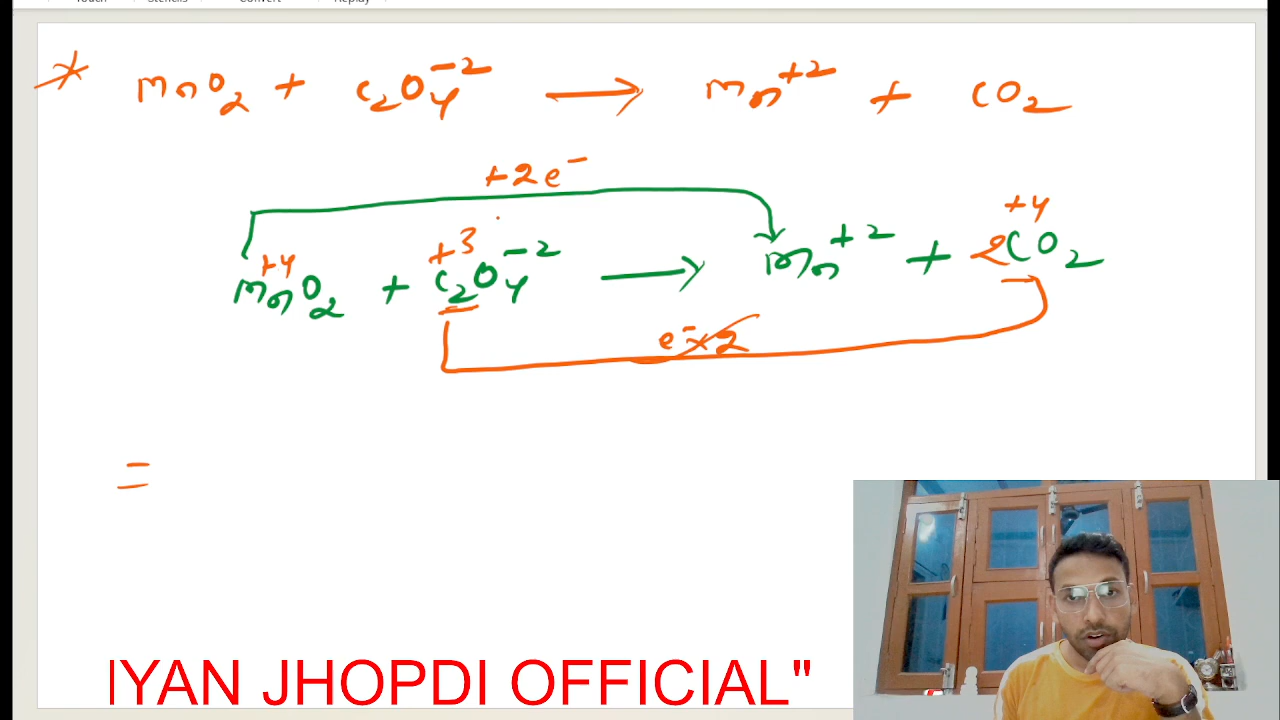 * MnO2 + C2O4^-2 → Mn^+2 + CO2
+2e^-
+4 +3 +4
MnO2 + C2O4^-2 → Mn^+2 + 2CO2
e^-×2
=
IYAN JHOPDI OFFICIAL"